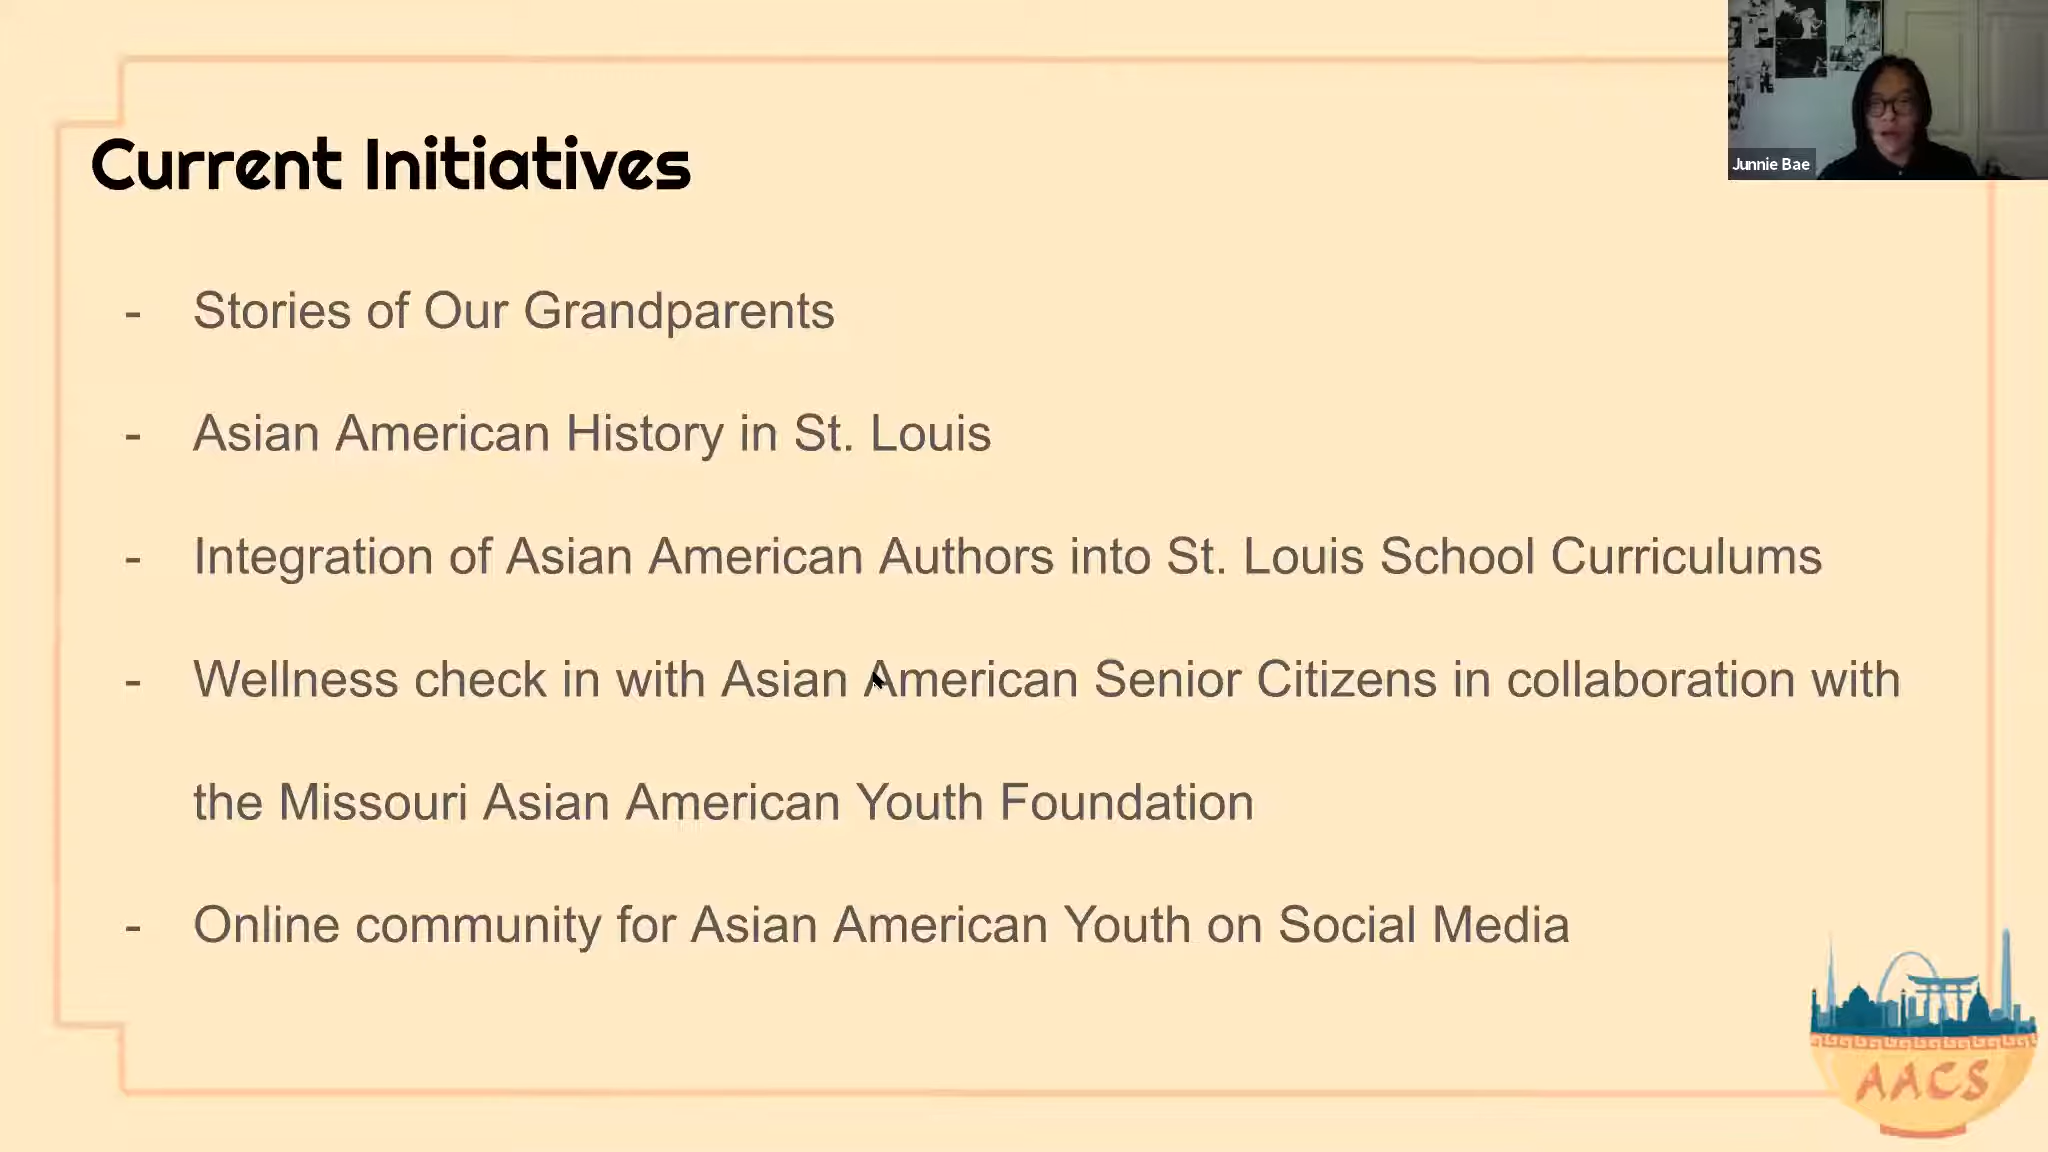 Junnie Bae
Current Initiatives
- Stories of Our Grandparents
- Asian American History in St. Louis
- Integration of Asian American Authors into St. Louis School Curriculums
- Wellness check in with Asian American Senior Citizens in collaboration with
the Missouri Asian American Youth Foundation
- Online community for Asian American Youth on Social Media
AACS